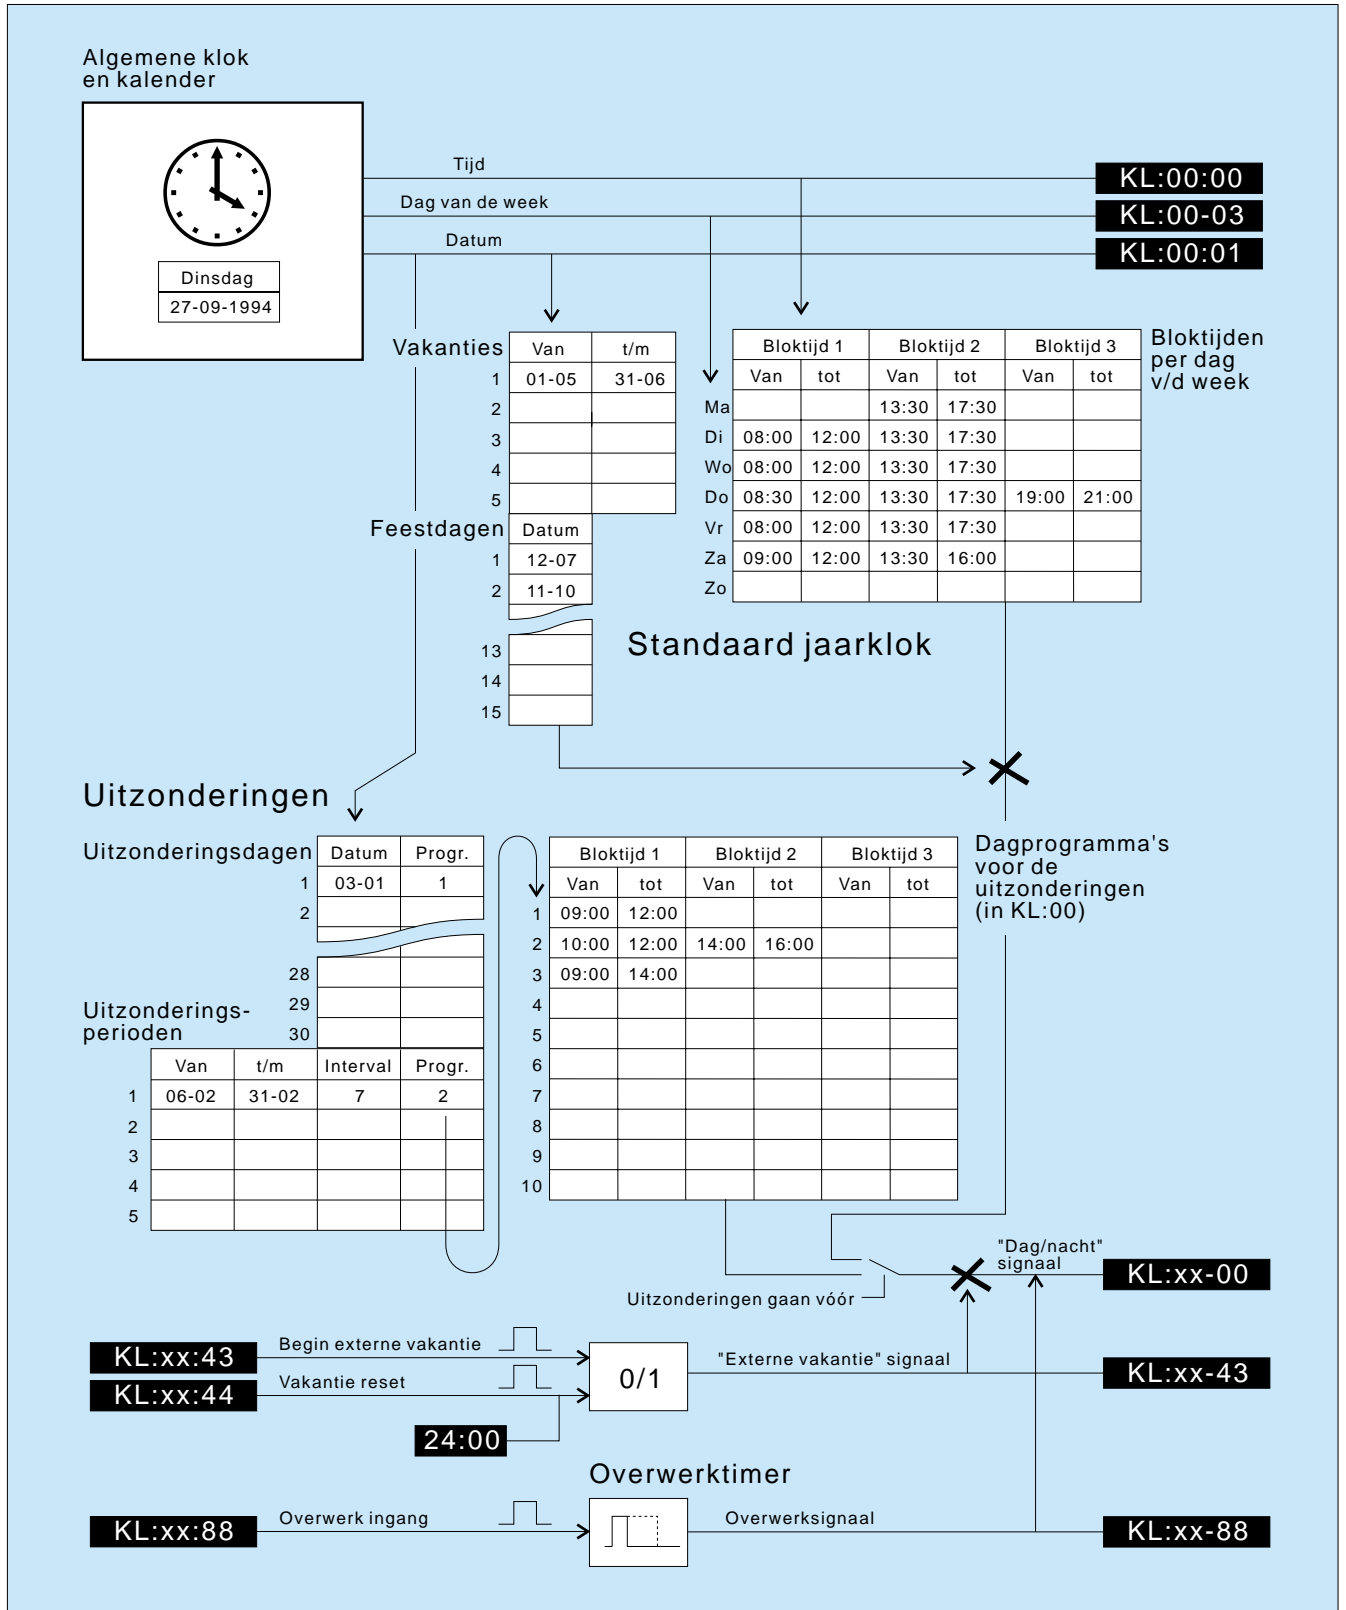 Algemene klok
en kalender
Dinsdag
27-09-1994
Tijd
KL:00:00
Dag van de week
KL:00-03
Datum
KL:00:01
Vakanties
Van t/m
1 01-05 31-06
2
3
4
5
Feestdagen
Datum
1 12-07
2 11-10
13
14
15
Bloktijden
per dag
v/d week
Bloktijd 1 Bloktijd 2 Bloktijd 3
Van tot Van tot Van tot
Ma 13:30 17:30
Di 08:00 12:00 13:30 17:30
Wo 08:00 12:00 13:30 17:30
Do 08:30 12:00 13:30 17:30 19:00 21:00
Vr 08:00 12:00 13:30 17:30
Za 09:00 12:00 13:30 16:00
Zo
Standaard jaarklok
Uitzonderingen
Uitzonderingsdagen
Datum Progr.
1 03-01 1
2
28
29
30
Uitzonderings-
perioden
Van t/m Interval Progr.
1 06-02 31-02 7 2
2
3
4
5
Dagprogramma's
voor de
uitzonderingen
(in KL:00)
Bloktijd 1 Bloktijd 2 Bloktijd 3
Van tot Van tot Van tot
1 09:00 12:00
2 10:00 12:00 14:00 16:00
3 09:00 14:00
4
5
6
7
8
9
10
"Dag/nacht"
signaal
KL:xx-00
Uitzonderingen gaan vóór
KL:xx:43
Begin externe vakantie
0/1
"Externe vakantie" signaal
KL:xx-43
KL:xx:44
Vakantie reset
24:00
Overwerktimer
KL:xx:88
Overwerk ingang
Overwerksignaal
KL:xx-88